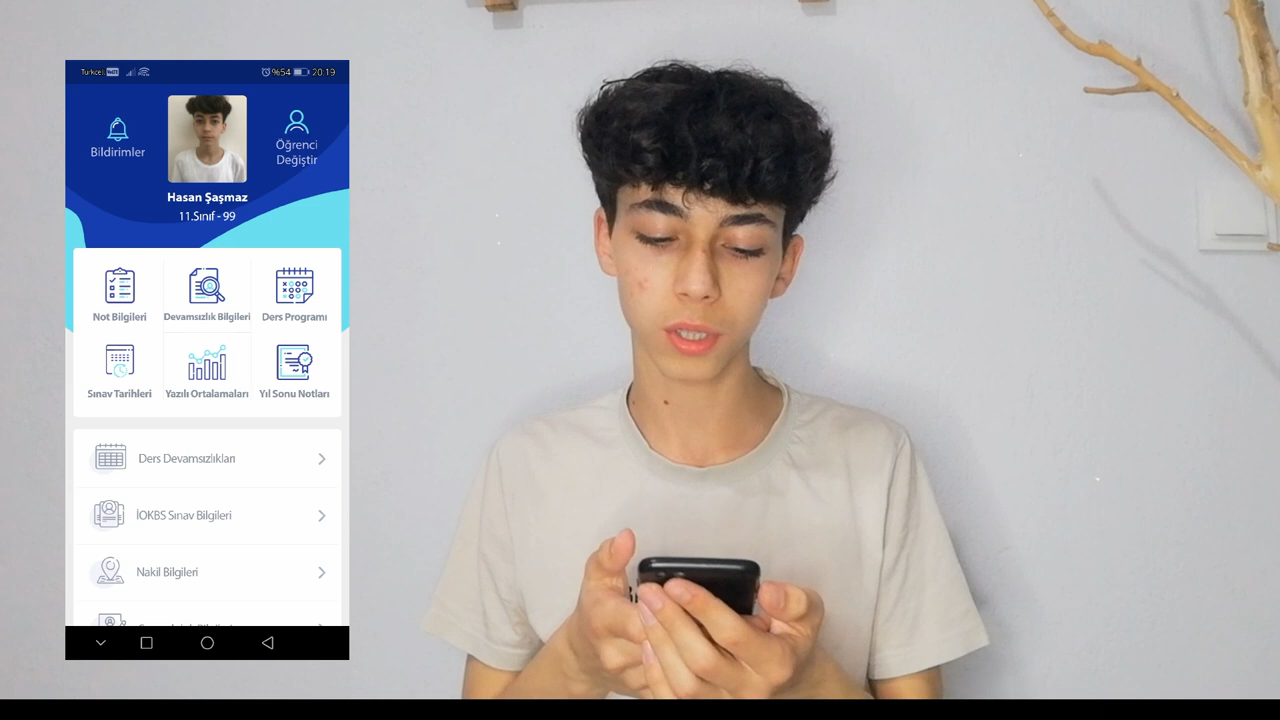 Turkcell %54 20:19
Bildirimler
Öğrenci
Değiştir
Hasan Şaşmaz
11.Sınıf - 99
Not Bilgileri Devamsızlık Bilgileri Ders Programı
Sınav Tarihleri Yazılı Ortalamaları Yıl Sonu Notları
Ders Devamsızlıkları
İOKBS Sınav Bilgileri
Nakil Bilgileri